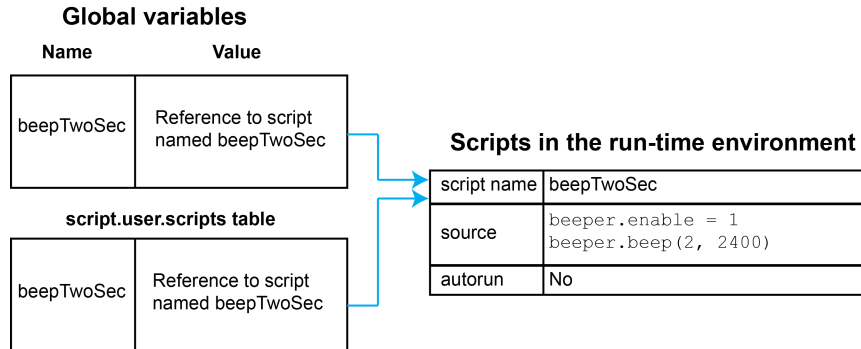 Global variables
Name Value
beepTwoSec
Reference to script
named beepTwoSec
script.user.scripts table
beepTwoSec
Reference to script
named beepTwoSec
Scripts in the run-time environment
script name beepTwoSec
source
beeper.enable = 1
beeper.beep(2, 2400)
autorun No